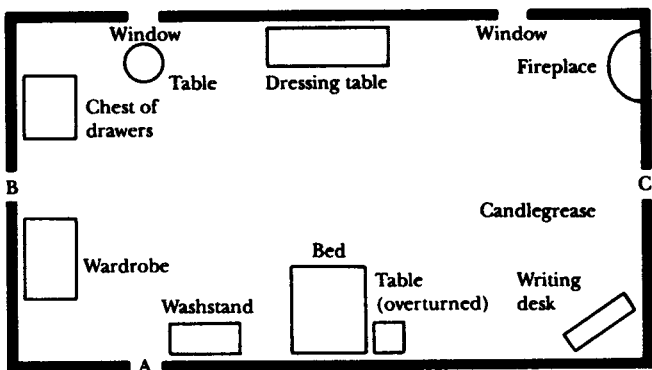 Window
Window
Table
Dressing table
Fireplace
Chest of
drawers
B
C
Candlegrease
Wardrobe
Bed
Washstand
Table
(overturned)
Writing
desk
A